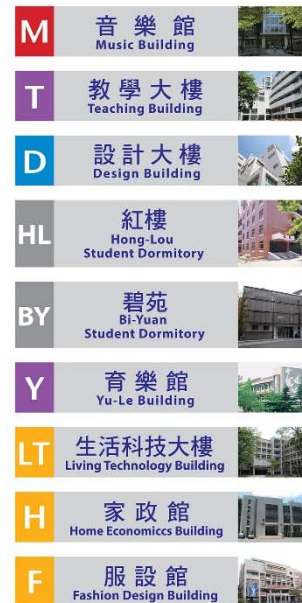 M
音樂館
Music Building
T
教學大樓
Teaching Building
D
設計大樓
Design Building
HL
紅樓
Hong-Lou
Student Dormitory
BY
碧苑
Bi-Yuan
Student Dormitory
Y
育樂館
Yu-Le Building
LT
生活科技大樓
Living Technology Building
H
家政館
Home Economiccs Building
F
服設館
Fashion Design Building